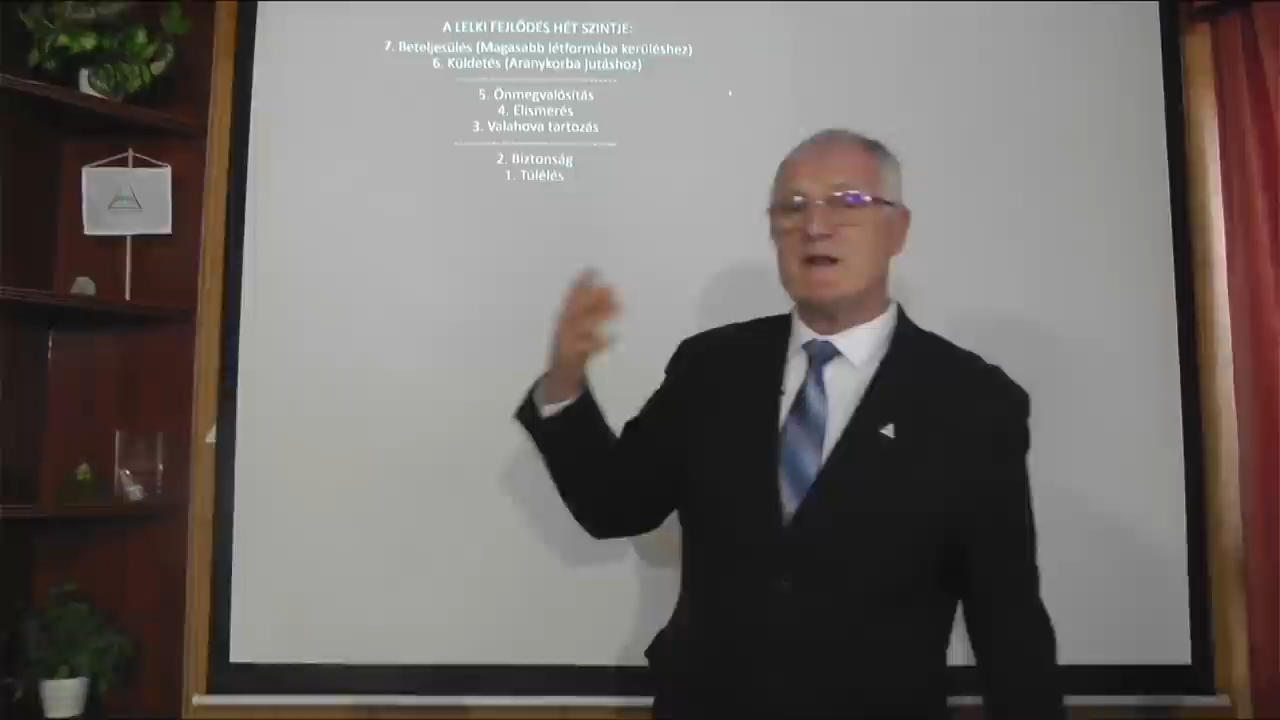 A LELKI FEJLŐDÉS HÉT SZINTJE:
7. Beteljesülés (Magasabb létformába kerüléshez)
6. Küldetés (Aranykorba jutáshoz)
5. Önmegvalósítás
4. Elismerés
3. Valahova tartozás
2. Biztonság
1. Túlélés